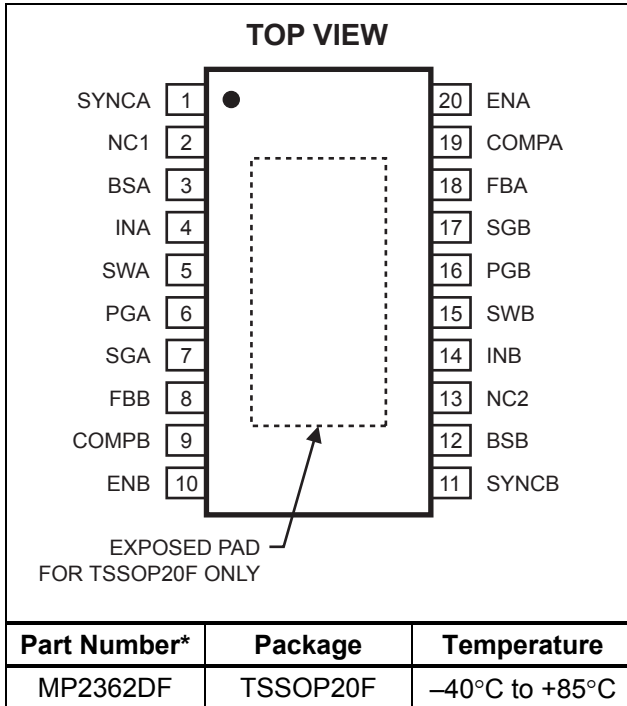 TOP VIEW
SYNCA 1 20 ENA
NC1 2 19 COMPA
BSA 3 18 FBA
INA 4 17 SGB
SWA 5 16 PGB
PGA 6 15 SWB
SGA 7 14 INB
FBB 8 13 NC2
COMPB 9 12 BSB
ENB 10 11 SYNCB
EXPOSED PAD
FOR TSSOP20F ONLY
Part Number* Package Temperature
MP2362DF TSSOP20F –40°C to +85°C